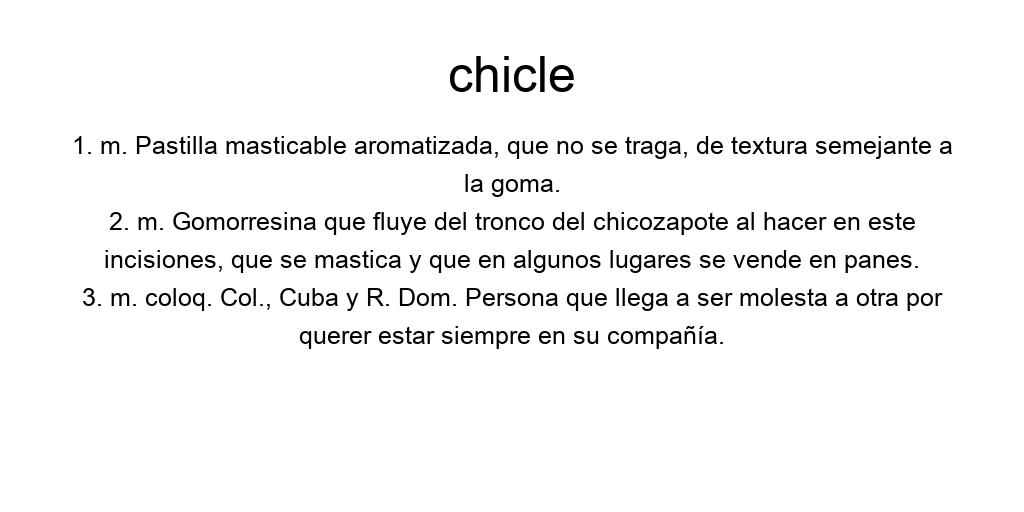 chicle
1. m. Pastilla masticable aromatizada, que no se traga, de textura semejante a
la goma.
2. m. Gomorresina que fluye del tronco del chicozapote al hacer en este
incisiones, que se mastica y que en algunos lugares se vende en panes.
3. m. coloq. Col., Cuba y R. Dom. Persona que llega a ser molesta a otra por
querer estar siempre en su compañía.